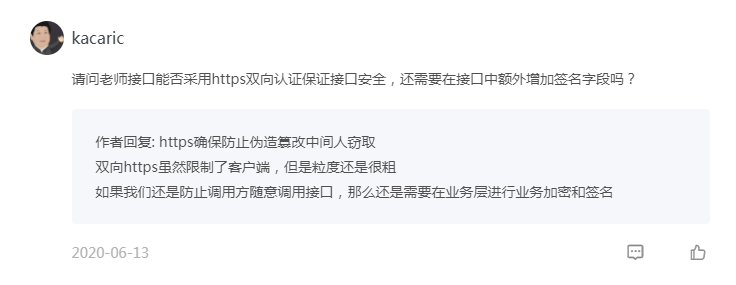 kacaric
请问老师接口能否采用https双向认证保证接口安全，还需要在接口中额外增加签名字段吗？
作者回复: https确保防止伪造篡改中间人窃取
双向https虽然限制了客户端，但是粒度还是很粗
如果我们还是防止调用方随意调用接口，那么还是需要在业务层进行业务加密和签名
2020-06-13